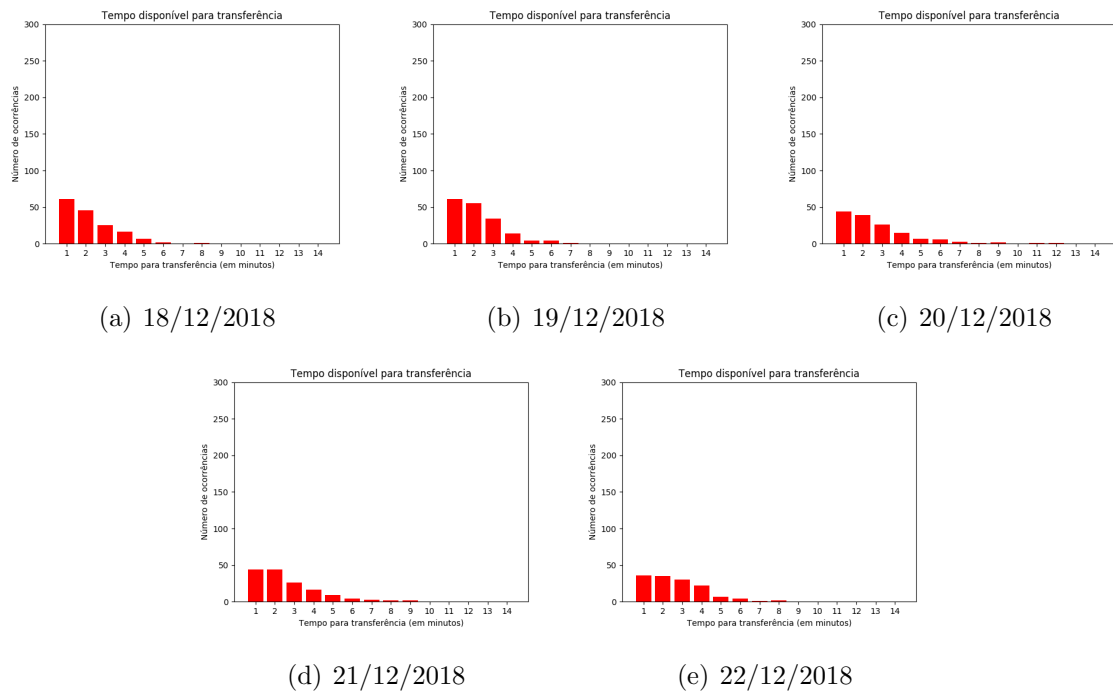 Tempo disponível para transferência
300
250
200
150
100
50
0
Número de ocorrências
1 2 3 4 5 6 7 8 9 10 11 12 13 14
Tempo para transferência (em minutos)
(a) 18/12/2018
Tempo disponível para transferência
300
250
200
150
100
50
0
Número de ocorrências
1 2 3 4 5 6 7 8 9 10 11 12 13 14
Tempo para transferência (em minutos)
(b) 19/12/2018
Tempo disponível para transferência
300
250
200
150
100
50
0
Número de ocorrências
1 2 3 4 5 6 7 8 9 10 11 12 13 14
Tempo para transferência (em minutos)
(c) 20/12/2018
Tempo disponível para transferência
300
250
200
150
100
50
0
Número de ocorrências
1 2 3 4 5 6 7 8 9 10 11 12 13 14
Tempo para transferência (em minutos)
(d) 21/12/2018
Tempo disponível para transferência
300
250
200
150
100
50
0
Número de ocorrências
1 2 3 4 5 6 7 8 9 10 11 12 13 14
Tempo para transferência (em minutos)
(e) 22/12/2018